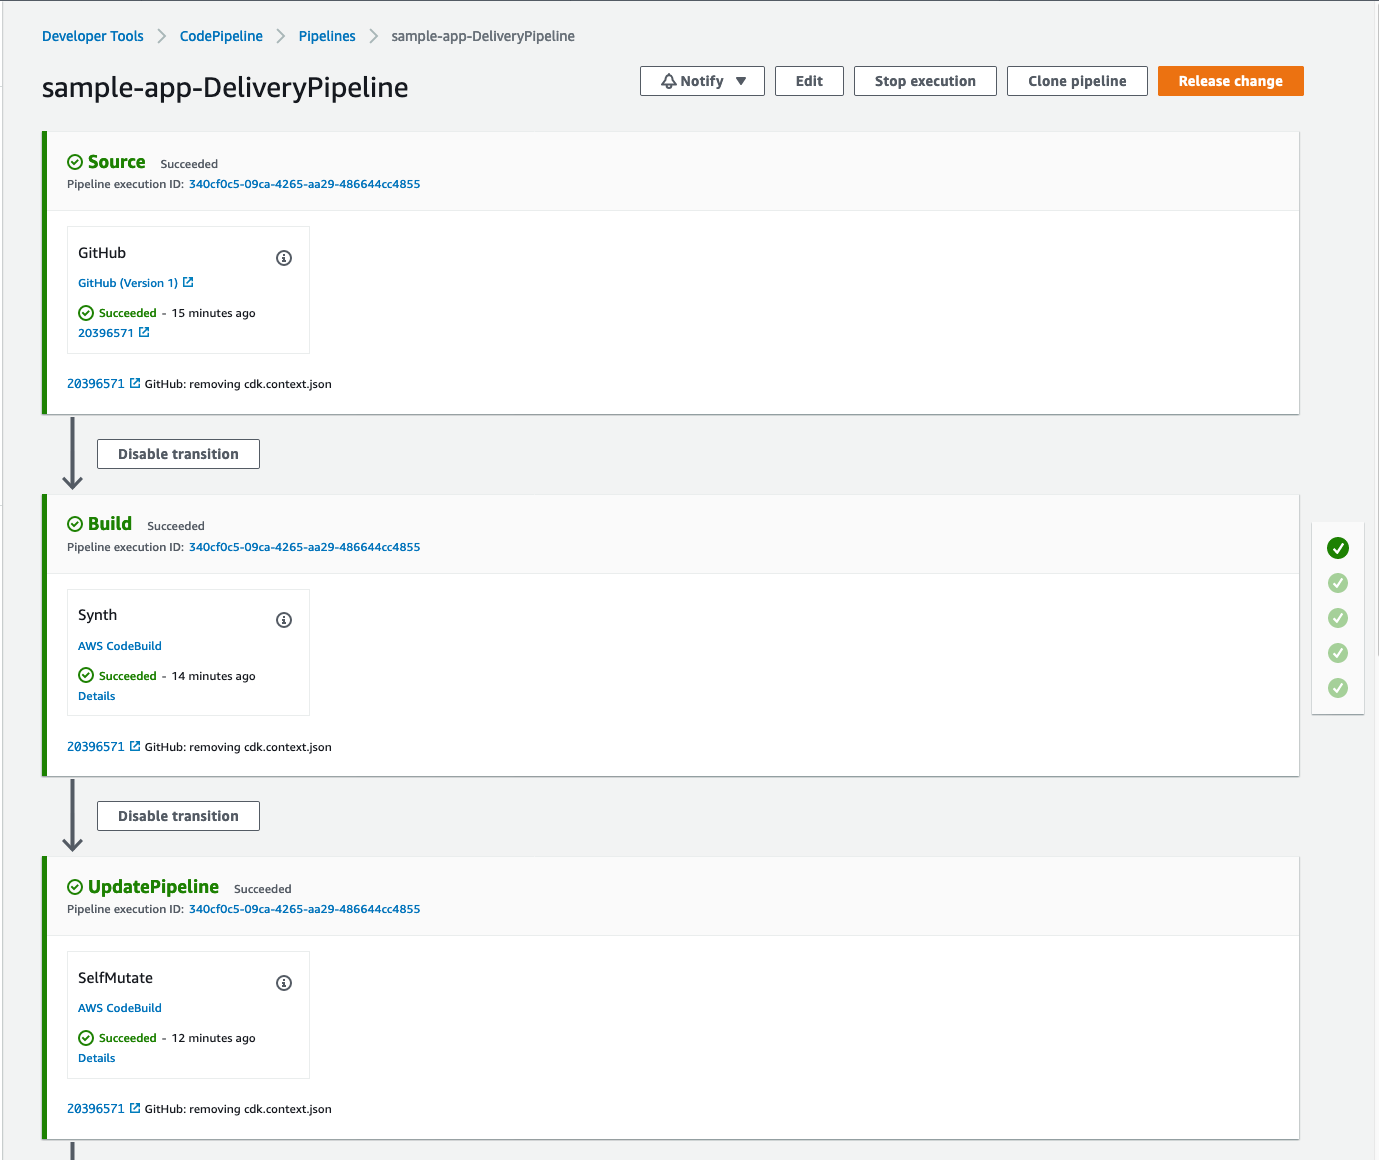 Developer Tools > CodePipeline > Pipelines > sample-app-DeliveryPipeline
sample-app-DeliveryPipeline
Notify Edit Stop execution Clone pipeline Release change
Source Succeeded
Pipeline execution ID: 340cf0c5-09ca-4265-aa29-486644cc4855
GitHub
GitHub (Version 1)
Succeeded - 15 minutes ago
20396571
20396571 GitHub: removing cdk.context.json
Disable transition
Build Succeeded
Pipeline execution ID: 340cf0c5-09ca-4265-aa29-486644cc4855
Synth
AWS CodeBuild
Succeeded - 14 minutes ago
Details
20396571 GitHub: removing cdk.context.json
Disable transition
UpdatePipeline Succeeded
Pipeline execution ID: 340cf0c5-09ca-4265-aa29-486644cc4855
SelfMutate
AWS CodeBuild
Succeeded - 12 minutes ago
Details
20396571 GitHub: removing cdk.context.json